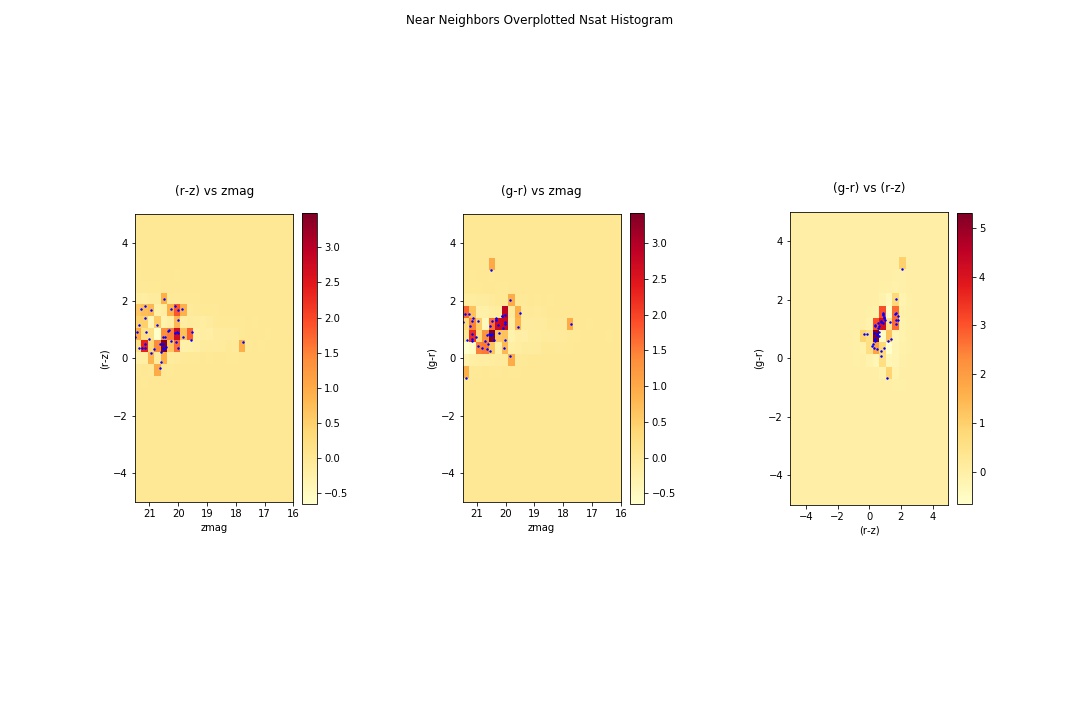 Near Neighbors Overplotted Nsat Histogram
(r-z) vs zmag
(r-z)
4
2
0
−2
−4
21 20 19 18 17 16
zmag
3.0
2.5
2.0
1.5
1.0
0.5
0.0
−0.5
(g-r) vs zmag
(g-r)
4
2
0
−2
−4
21 20 19 18 17 16
zmag
3.0
2.5
2.0
1.5
1.0
0.5
0.0
−0.5
(g-r) vs (r-z)
(g-r)
4
2
0
−2
−4
−4 −2 0 2 4
(r-z)
5
4
3
2
1
0